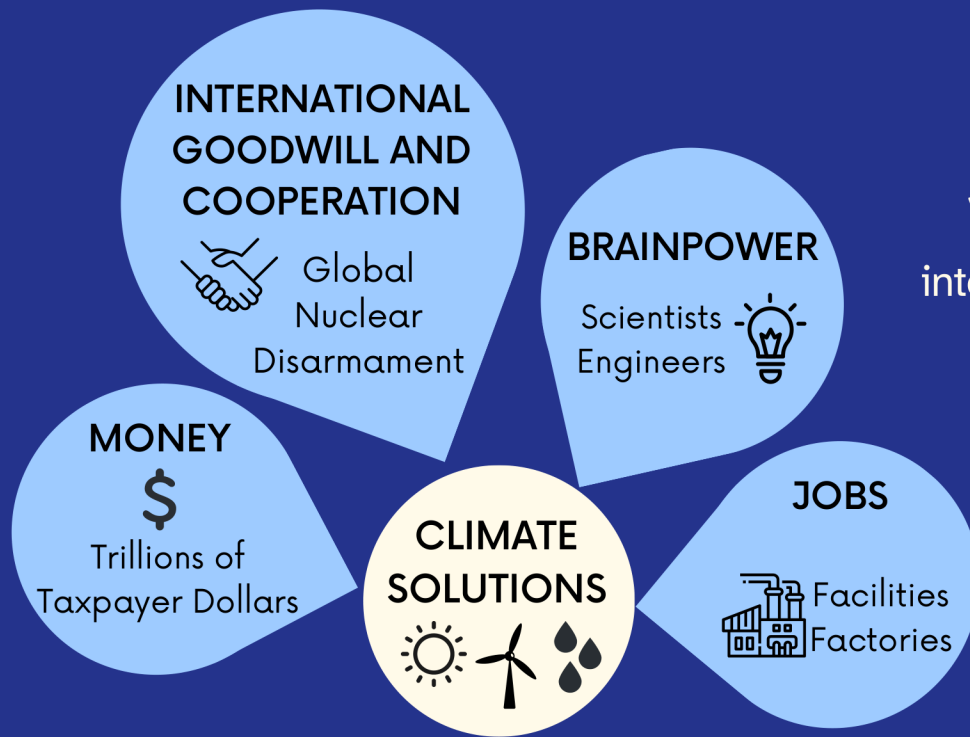 INTERNATIONAL
GOODWILL AND
COOPERATION
Global
Nuclear
Disarmament
BRAINPOWER
Scientists
Engineers
MONEY
$
Trillions of
Taxpayer Dollars
CLIMATE
SOLUTIONS
JOBS
Facilities
Factories